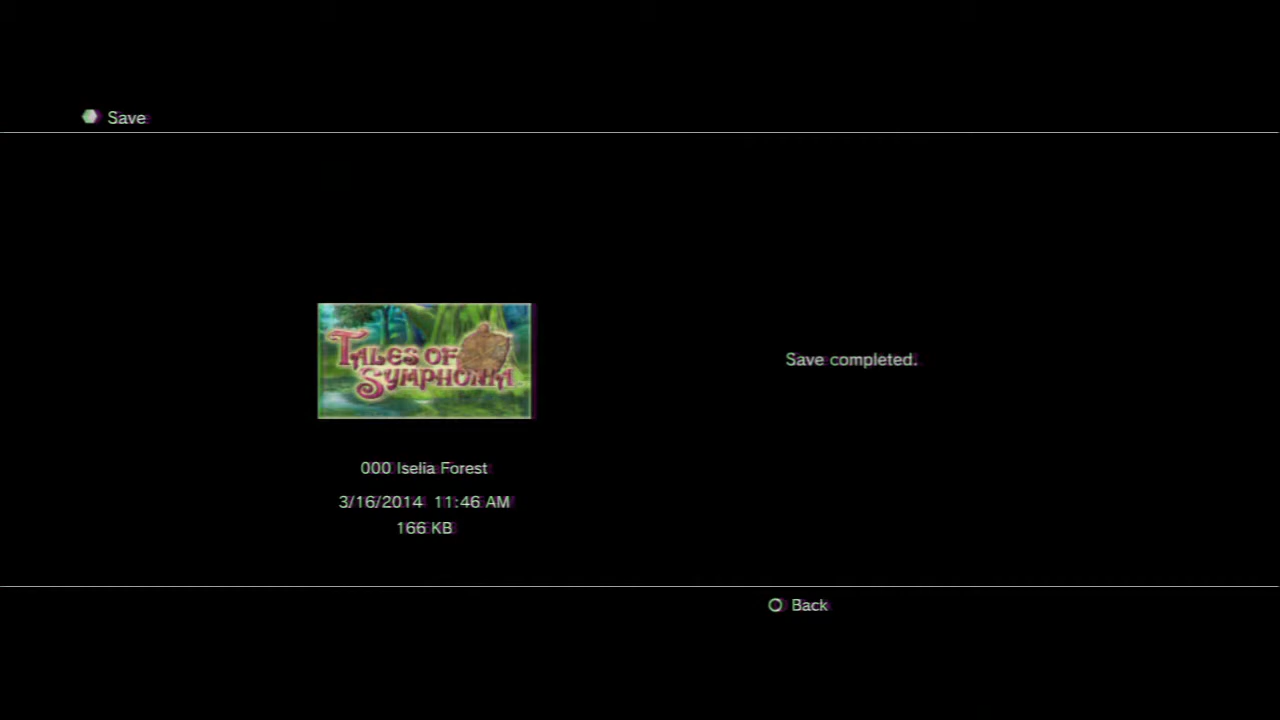 Save
TALES OF
SYMPHONIA
Save completed.
000 Iselia Forest
3/16/2014 11:46 AM
166 KB
Back